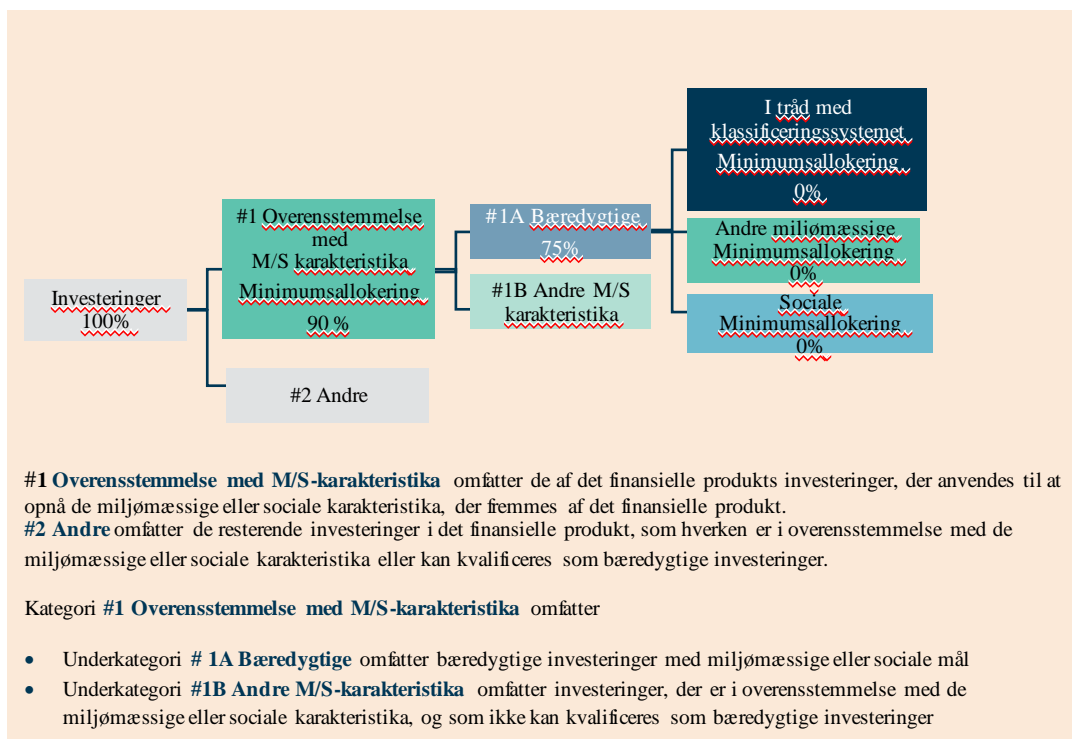 Investeringer
100%
#1 Overensstemmelse
med
M/S karakteristika
Minimumsallokering
90 %
#2 Andre
#1A Bæredygtige
75%
#1B Andre M/S
karakteristika
I tråd med
klassificeringssystemet
Minimumsallokering
0%
Andre miljømæssige
Minimumsallokering
0%
Sociale
Minimumsallokering
0%
#1 Overensstemmelse med M/S-karakteristika omfatter de af det finansielle produkts investeringer, der anvendes til at
opnå de miljømæssige eller sociale karakteristika, der fremmes af det finansielle produkt.
#2 Andre omfatter de resterende investeringer i det finansielle produkt, som hverken er i overensstemmelse med de
miljømæssige eller sociale karakteristika eller kan kvalificeres som bæredygtige investeringer.
Kategori #1 Overensstemmelse med M/S-karakteristika omfatter
• Underkategori # 1A Bæredygtige omfatter bæredygtige investeringer med miljømæssige eller sociale mål
• Underkategori #1B Andre M/S-karakteristika omfatter investeringer, der er i overensstemmelse med de
miljømæssige eller sociale karakteristika, og som ikke kan kvalificeres som bæredygtige investeringer